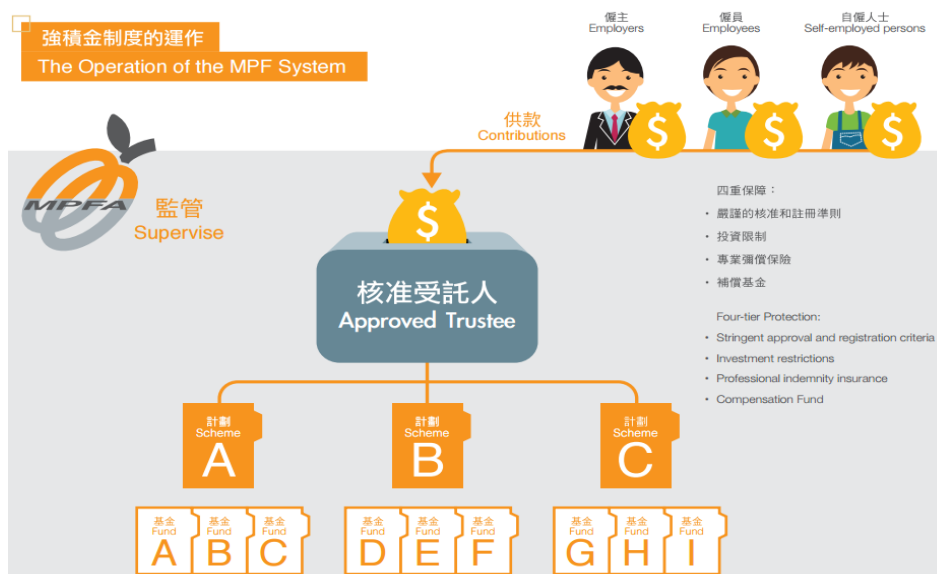 強積金制度的運作
The Operation of the MPF System
僱主
Employers
僱員
Employees
自僱人士
Self-employed persons
供款
Contributions
$
$
$
MPFA
監管
Supervise
$
核准受託人
Approved Trustee
四重保障：
• 嚴謹的核准和註冊準則
• 投資限制
• 專業彌償保險
• 補償基金
Four-tier Protection:
• Stringent approval and registration criteria
• Investment restrictions
• Professional indemnity insurance
• Compensation Fund
計劃
Scheme
A
計劃
Scheme
B
計劃
Scheme
C
基金
Fund
A
基金
Fund
B
基金
Fund
C
基金
Fund
D
基金
Fund
E
基金
Fund
F
基金
Fund
G
基金
Fund
H
基金
Fund
I